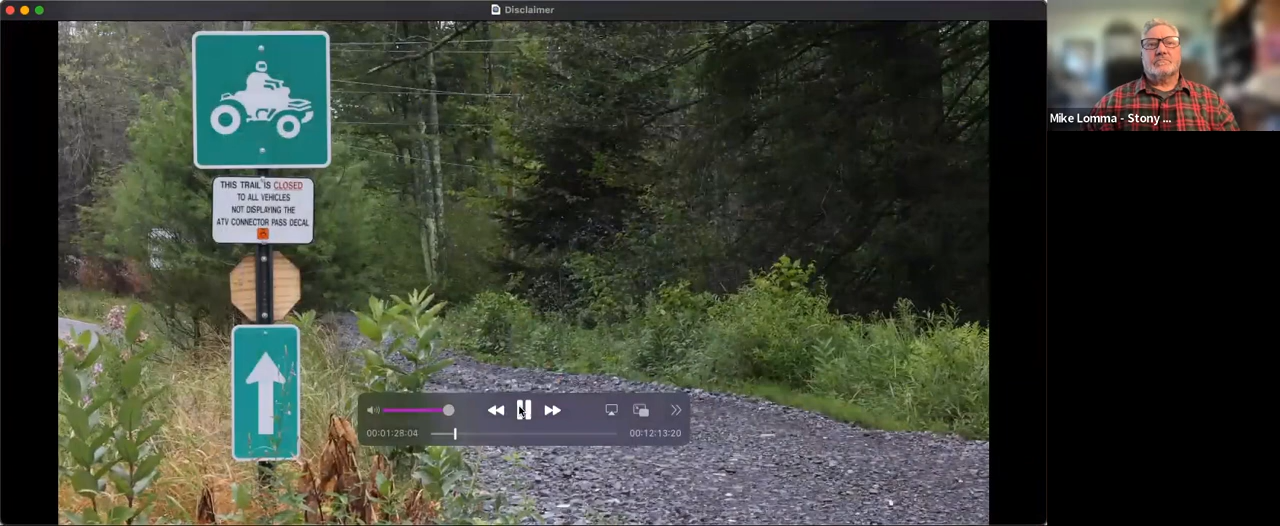 Disclaimer
THIS TRAIL IS CLOSED
TO ALL VEHICLES
NOT DISPLAYING THE
ATV CONNECTOR PASS DECAL
Mike Lomma - Stony ...
00:01:28:04
00:12:13:20